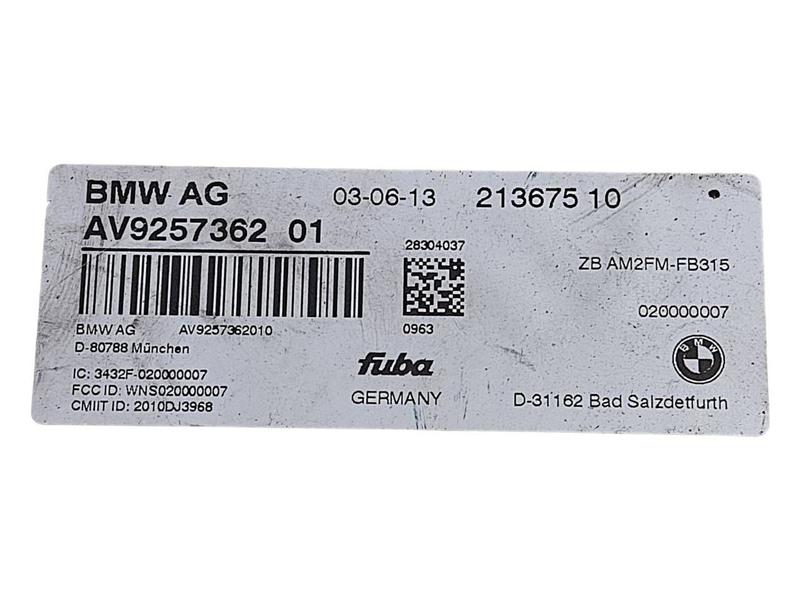 BMW AG 03-06-13 213675 10
AV9257362 01
28304037
ZB AM2FM-FB315
020000007
BMW AG AV9257362010 0963
D-80788 München
BMW
fuba
IC: 3432F-020000007
FCC ID: WNS020000007
GERMANY D-31162 Bad Salzdetfurth
CMIIT ID: 2010DJ3968